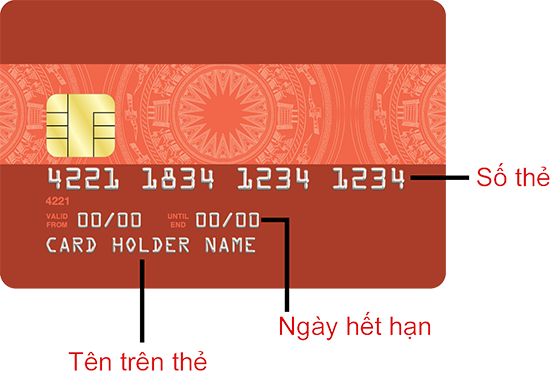 4221 1834 1234 1234
Số thẻ
4221
VALID FROM 00/00 UNTIL END 00/00
CARD HOLDER NAME
Ngày hết hạn
Tên trên thẻ